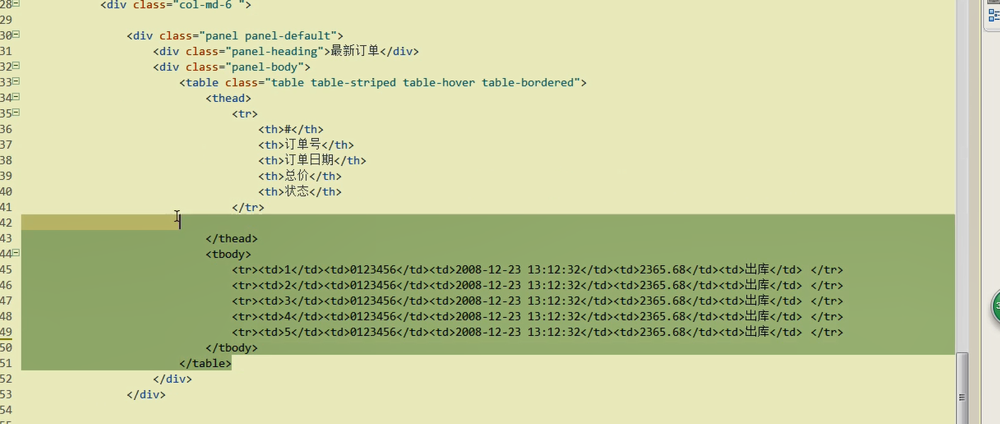 28 <div class="col-md-6 ">
29
30 <div class="panel panel-default">
31 <div class="panel-heading">最新订单</div>
32 <div class="panel-body">
33 <table class="table table-striped table-hover table-bordered">
34 <thead>
35 <tr>
36 <th>#</th>
37 <th>订单号</th>
38 <th>订单日期</th>
39 <th>总价</th>
40 <th>状态</th>
41 </tr>
42
43 </thead>
44 <tbody>
45 <tr><td>1</td><td>0123456</td><td>2008-12-23 13:12:32</td><td>2365.68</td><td>出库</td> </tr>
46 <tr><td>2</td><td>0123456</td><td>2008-12-23 13:12:32</td><td>2365.68</td><td>出库</td> </tr>
47 <tr><td>3</td><td>0123456</td><td>2008-12-23 13:12:32</td><td>2365.68</td><td>出库</td> </tr>
48 <tr><td>4</td><td>0123456</td><td>2008-12-23 13:12:32</td><td>2365.68</td><td>出库</td> </tr>
49 <tr><td>5</td><td>0123456</td><td>2008-12-23 13:12:32</td><td>2365.68</td><td>出库</td> </tr>
50 </tbody>
51 </table>
52 </div>
53 </div>
54